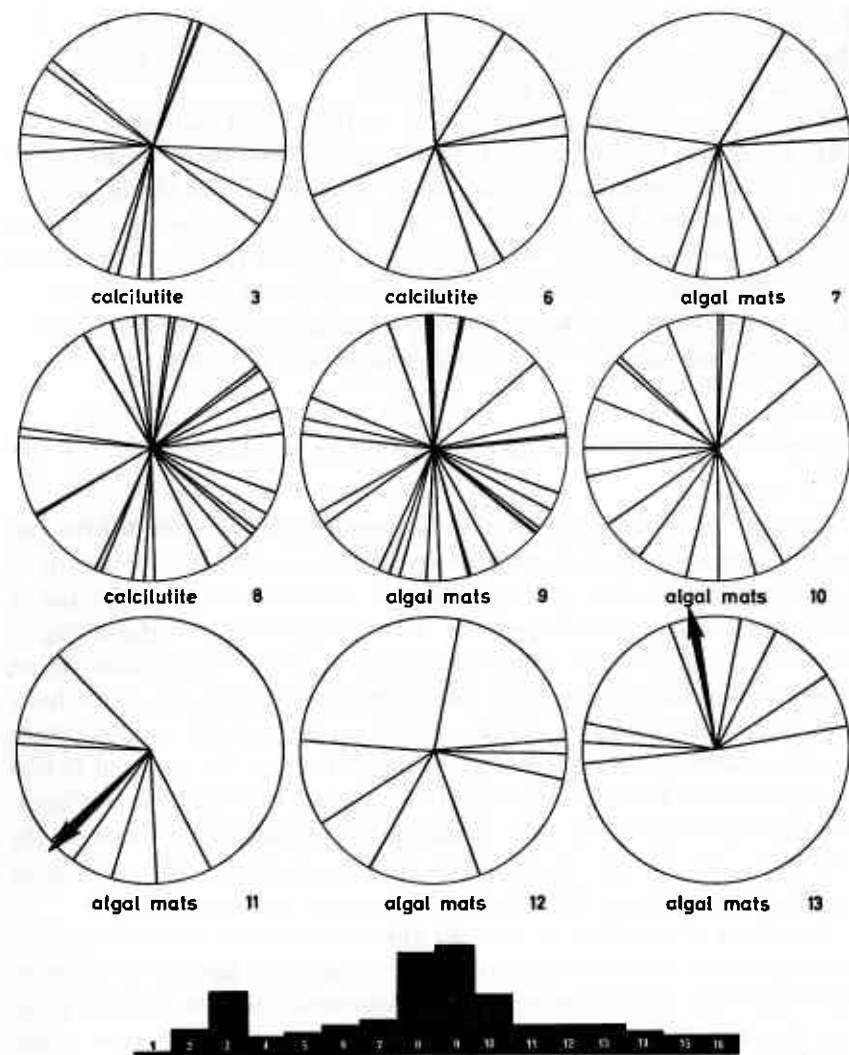 calcilutite 3
calcilutite 6
algal mats 7
calcilutite 8
algal mats 9
algal mats 10
algal mats 11
algal mats 12
algal mats 13
1 2 3 4 5 6 7 8 9 10 11 12 13 14 15 16